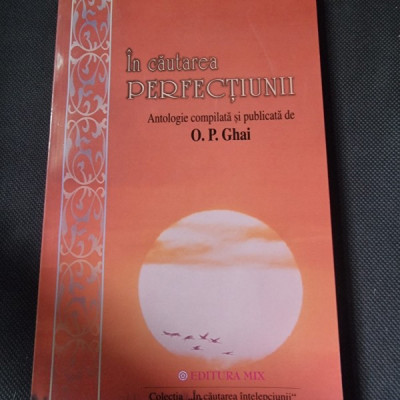 În căutarea
PERFECȚIUNII
Antologie compilată și publicată de
O. P. Ghai
EDITURA MIX
Colecția „În căutarea înțelepciunii“